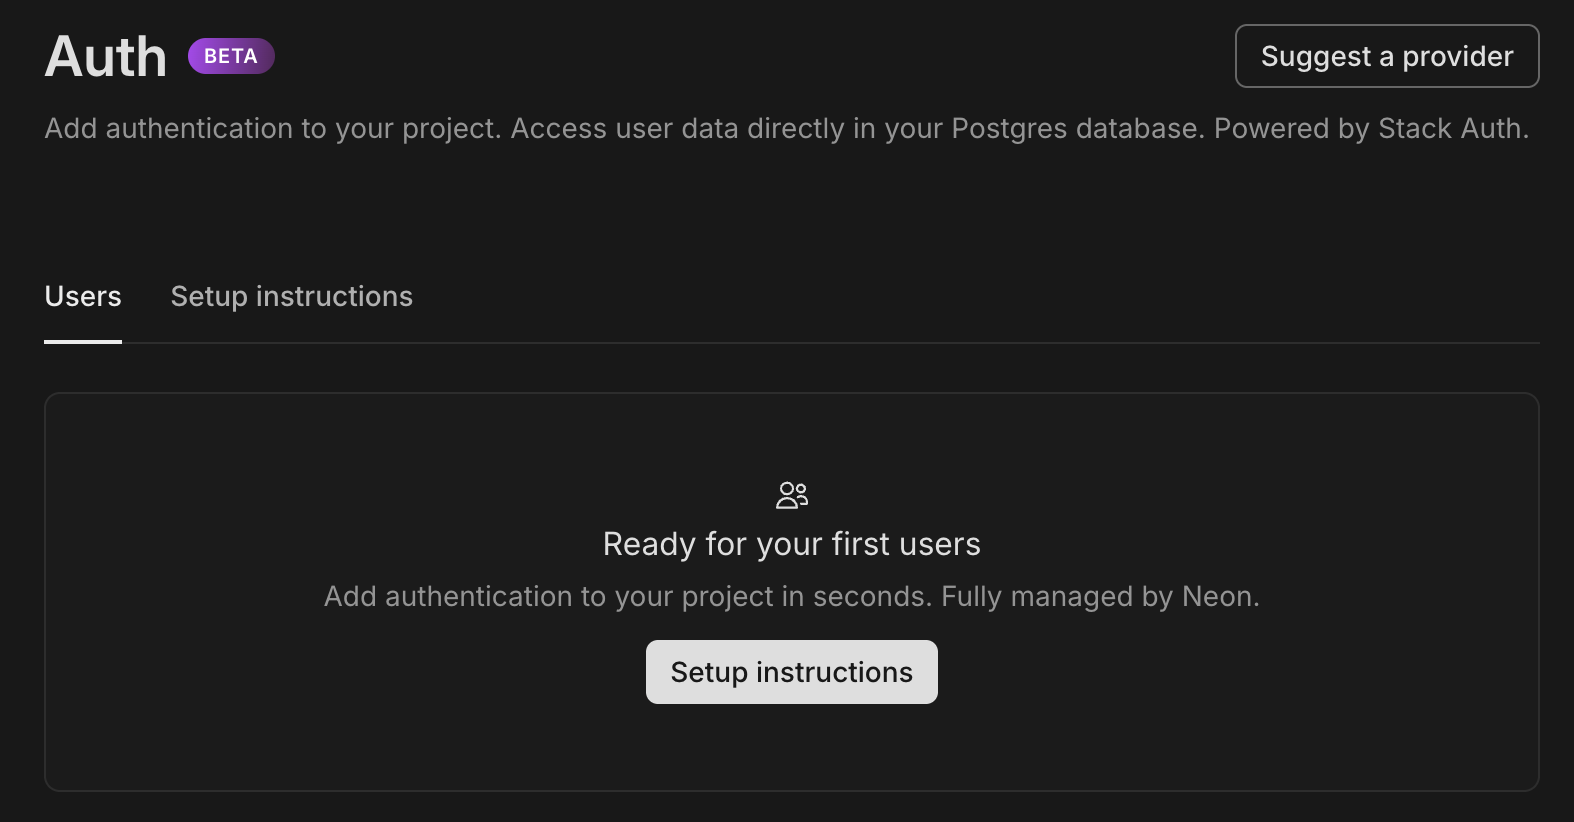 Auth BETA
Suggest a provider
Add authentication to your project. Access user data directly in your Postgres database. Powered by Stack Auth.
Users Setup instructions
Ready for your first users
Add authentication to your project in seconds. Fully managed by Neon.
Setup instructions